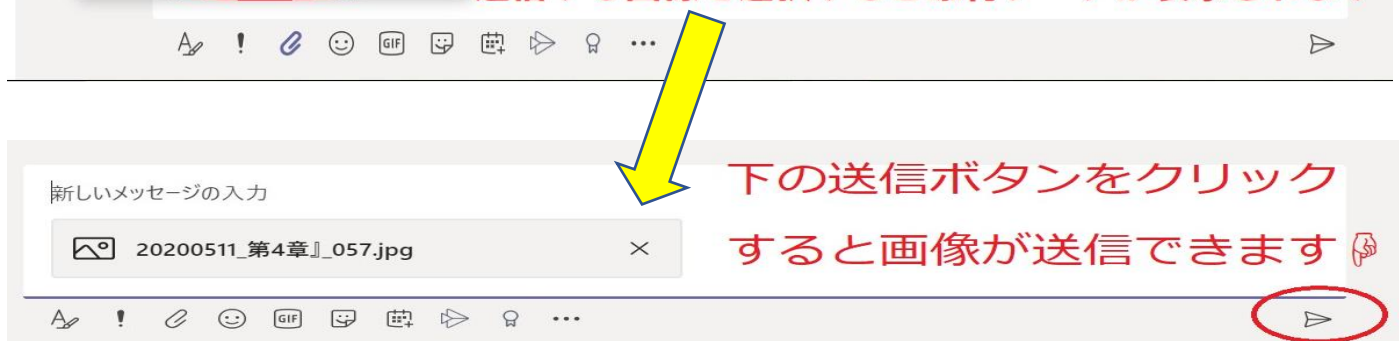 GIF
新しいメッセージの入力
下の送信ボタンをクリック
20200511_第4章』_057.jpg
すると画像が送信できます
GIF